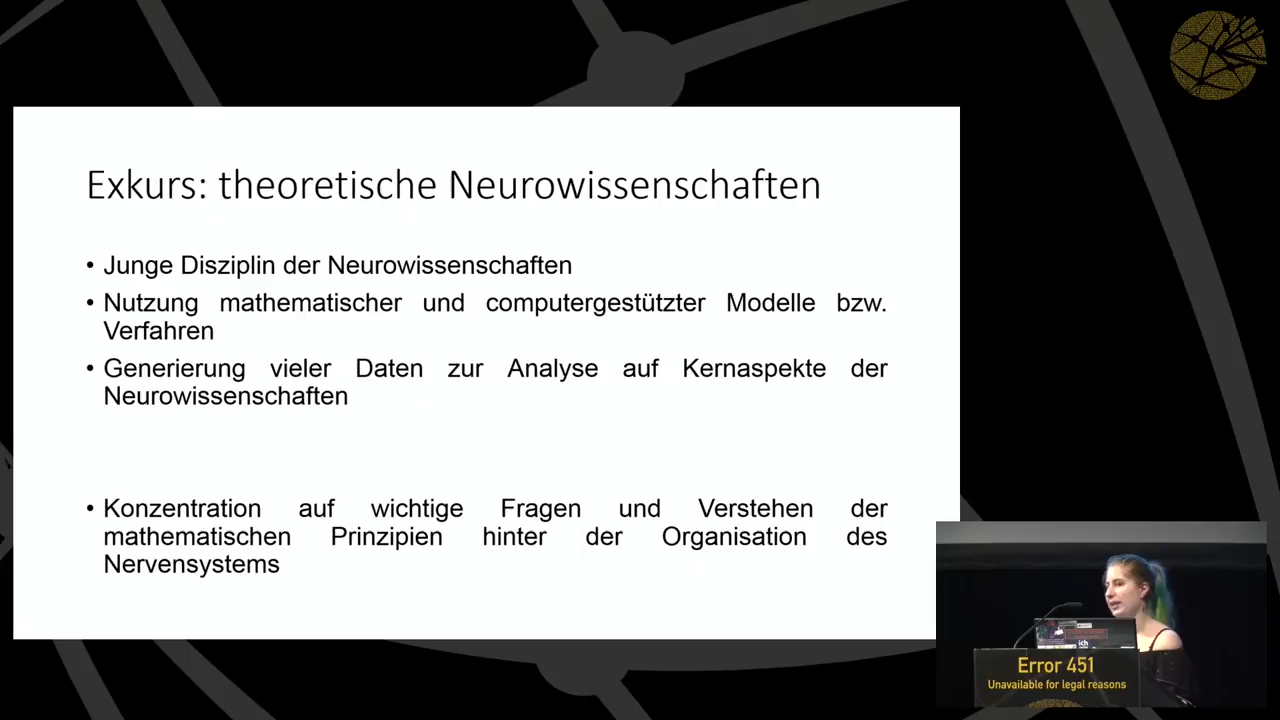 Exkurs: theoretische Neurowissenschaften
• Junge Disziplin der Neurowissenschaften
• Nutzung mathematischer und computergestützter Modelle bzw.
Verfahren
• Generierung vieler Daten zur Analyse auf Kernaspekte der
Neurowissenschaften
• Konzentration auf wichtige Fragen und Verstehen der
mathematischen Prinzipien hinter der Organisation des
Nervensystems
ich
Error 451
Unavailable for legal reasons